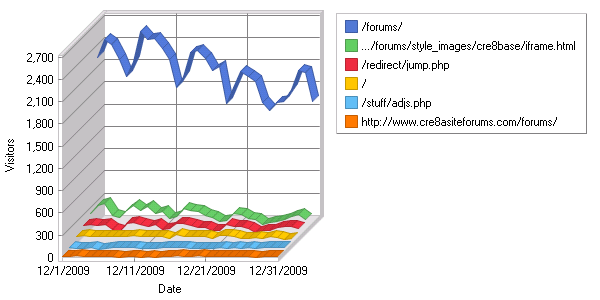 2,700
2,400
2,100
1,800
1,500
1,200
900
600
300
0
Visitors
12/1/2009 12/11/2009 12/21/2009 12/31/2009
Date
/forums/
.../forums/style_images/cre8base/iframe.html
/redirect/jump.php
/
/stuff/adjs.php
http://www.cre8asiteforums.com/forums/